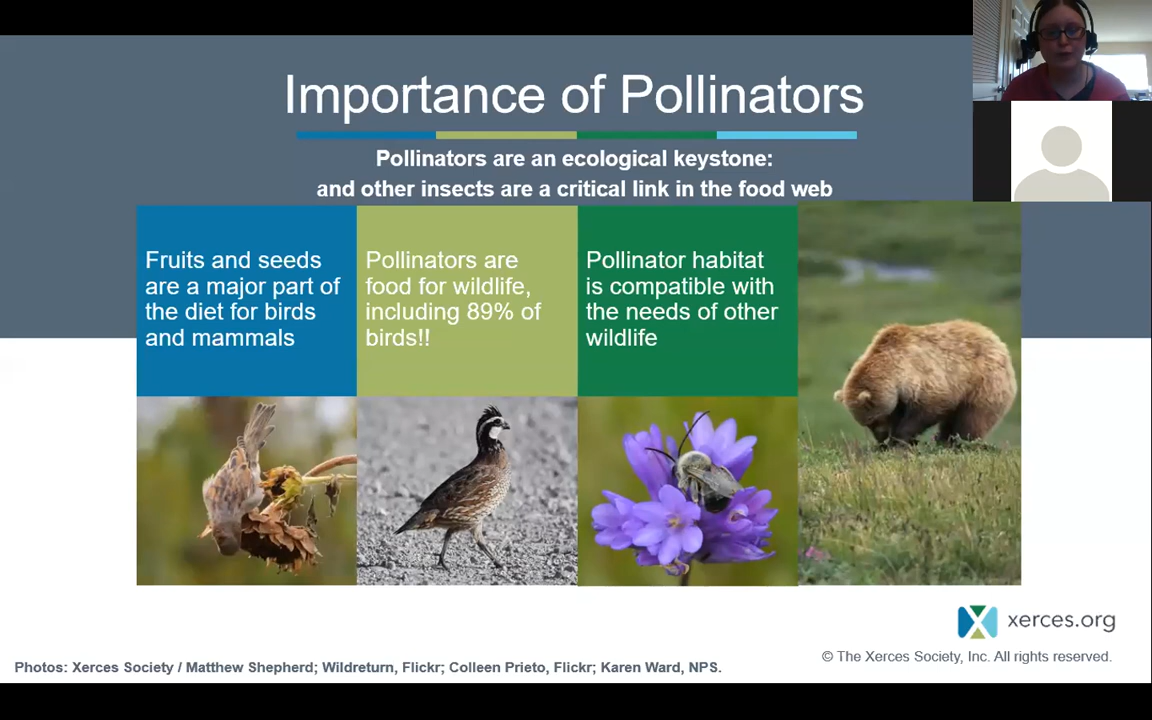 Importance of Pollinators
Pollinators are an ecological keystone:
and other insects are a critical link in the food web
Fruits and seeds
are a major part of
the diet for birds
and mammals
Pollinators are
food for wildlife,
including 89% of
birds!!
Pollinator habitat
is compatible with
the needs of other
wildlife
xerces.org
© The Xerces Society, Inc. All rights reserved.
Photos: Xerces Society / Matthew Shepherd; Wildreturn, Flickr; Colleen Prieto, Flickr; Karen Ward, NPS.